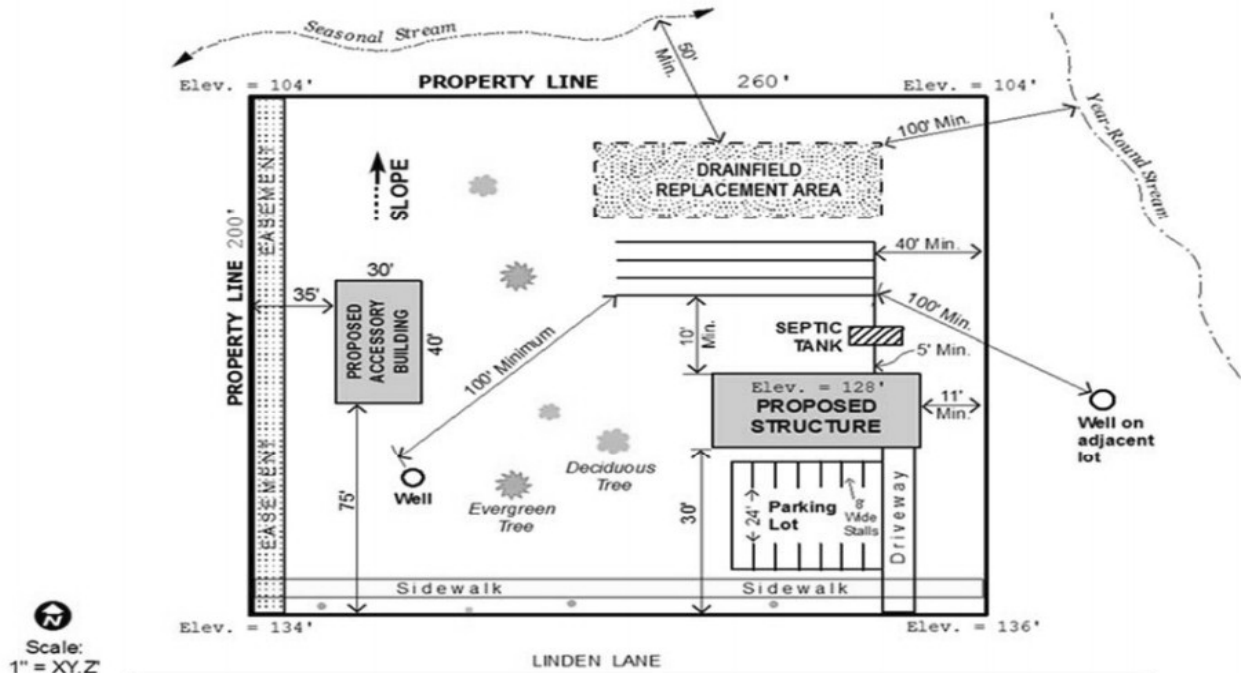 Seasonal Stream
50'
Min.
Elev. = 104'
PROPERTY LINE 260'
Elev. = 104'
100' Min.
Year-Round Stream
EASEMENT
SLOPE
DRAINFIELD
REPLACEMENT AREA
PROPERTY LINE 200'
40' Min.
30'
35'
PROPOSED
ACCESSORY
BUILDING
40'
100' Minimum
10'
Min.
SEPTIC
TANK
100' Min.
5' Min.
Elev. = 128'
PROPOSED
STRUCTURE
11'
Min.
Well on
adjacent
lot
EASEMENT
Deciduous
Tree
Well
Evergreen
Tree
75'
30'
24'
Parking
Lot
8'
Wide
Stalls
Driveway
Sidewalk
Sidewalk
N
Elev. = 134'
Elev. = 136'
Scale:
1" = XY.Z'
LINDEN LANE